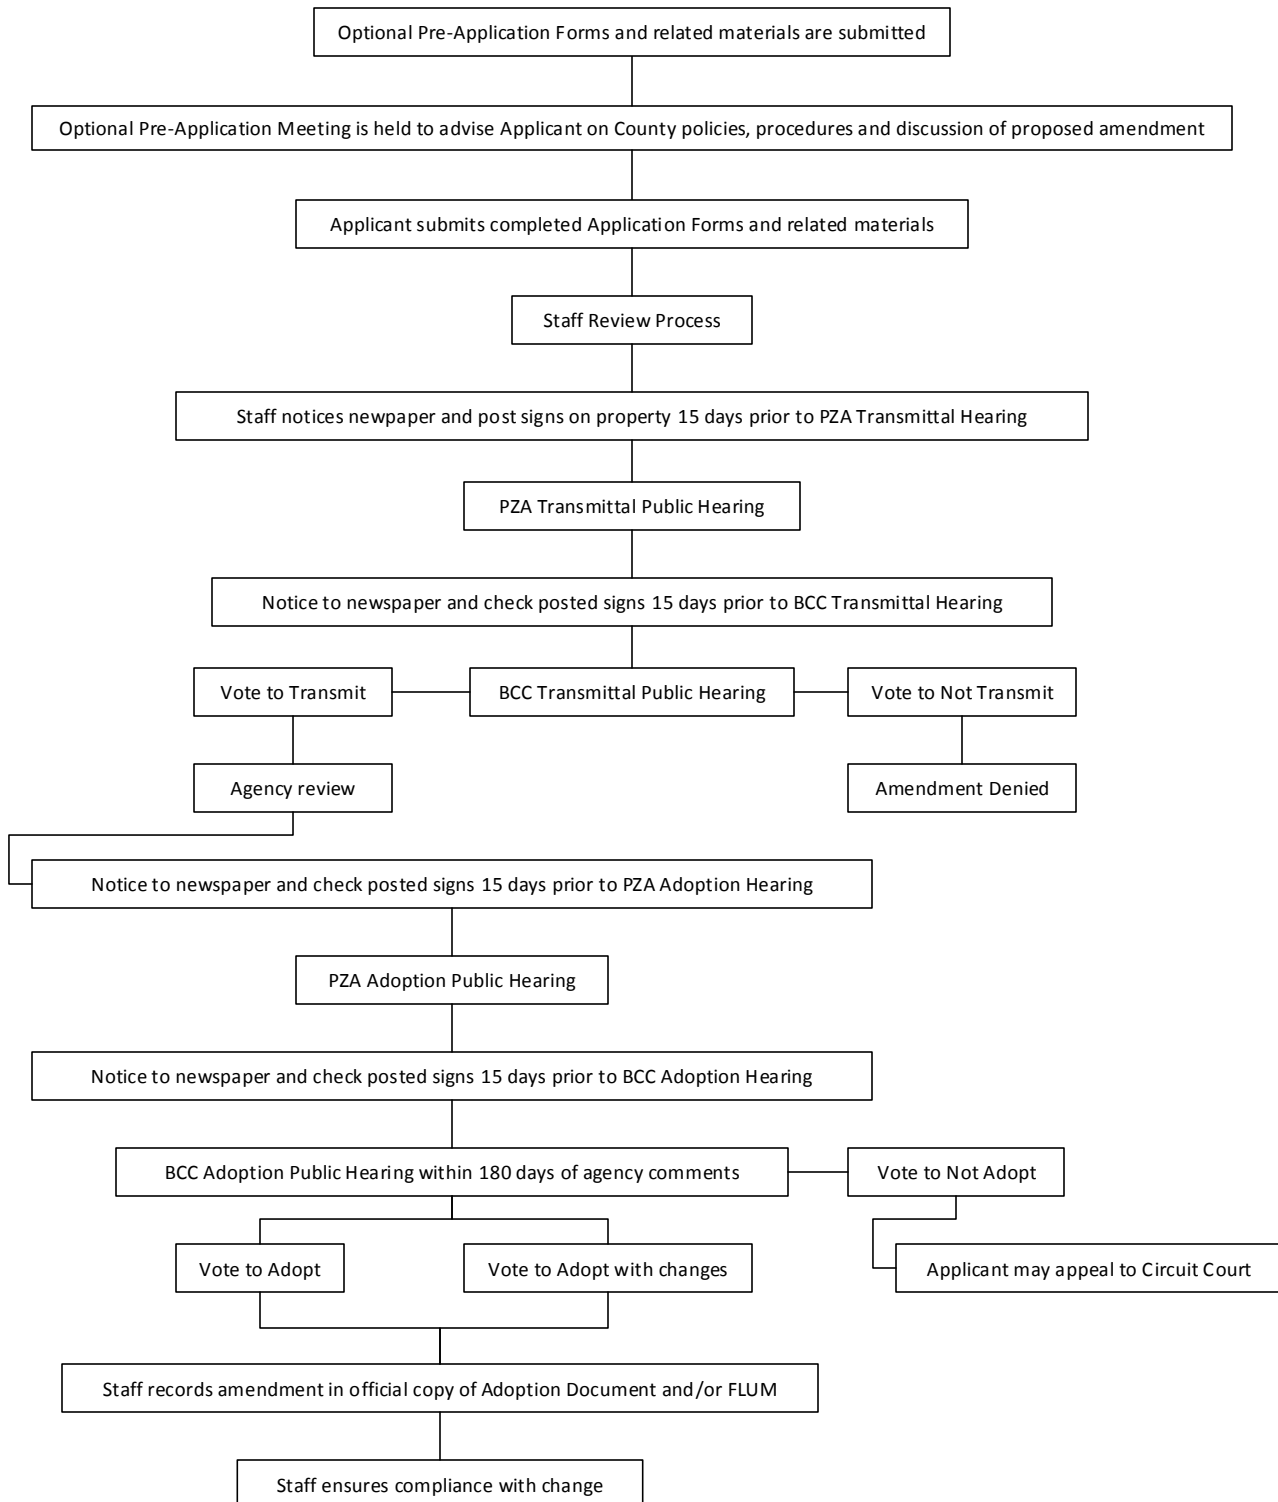 Optional Pre-Application Forms and related materials are submitted
Optional Pre-Application Meeting is held to advise Applicant on County policies, procedures and discussion of proposed amendment
Applicant submits completed Application Forms and related materials
Staff Review Process
Staff notices newspaper and post signs on property 15 days prior to PZA Transmittal Hearing
PZA Transmittal Public Hearing
Notice to newspaper and check posted signs 15 days prior to BCC Transmittal Hearing
Vote to Transmit
BCC Transmittal Public Hearing
Vote to Not Transmit
Agency review
Amendment Denied
Notice to newspaper and check posted signs 15 days prior to PZA Adoption Hearing
PZA Adoption Public Hearing
Notice to newspaper and check posted signs 15 days prior to BCC Adoption Hearing
BCC Adoption Public Hearing within 180 days of agency comments
Vote to Not Adopt
Vote to Adopt
Vote to Adopt with changes
Applicant may appeal to Circuit Court
Staff records amendment in official copy of Adoption Document and/or FLUM
Staff ensures compliance with change